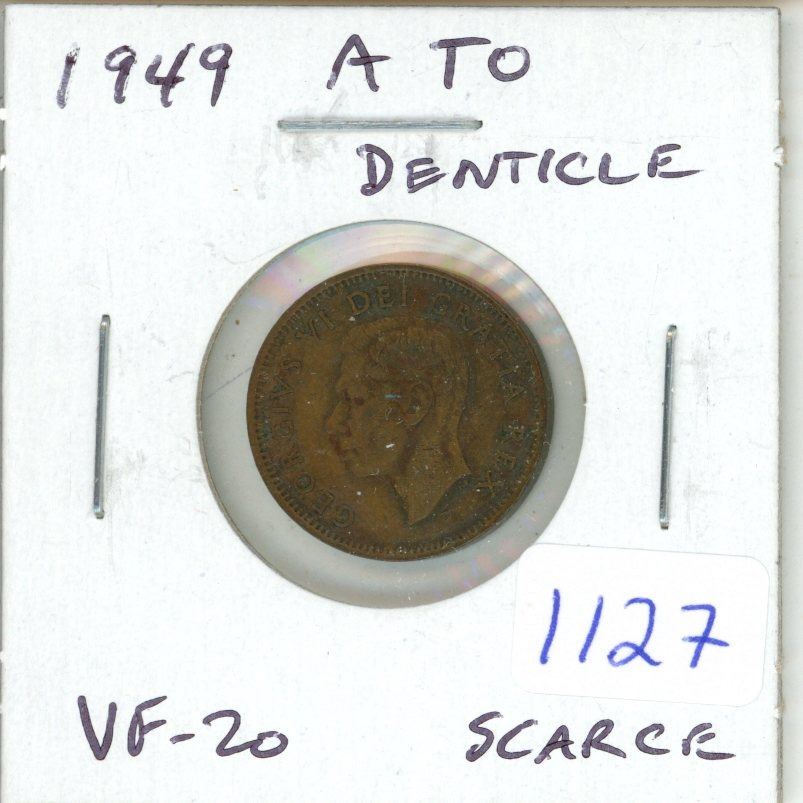 1949 A TO
DENTICLE
GEORGIVS VI DEI GRATIA REX
1127
VF-20 SCARCE